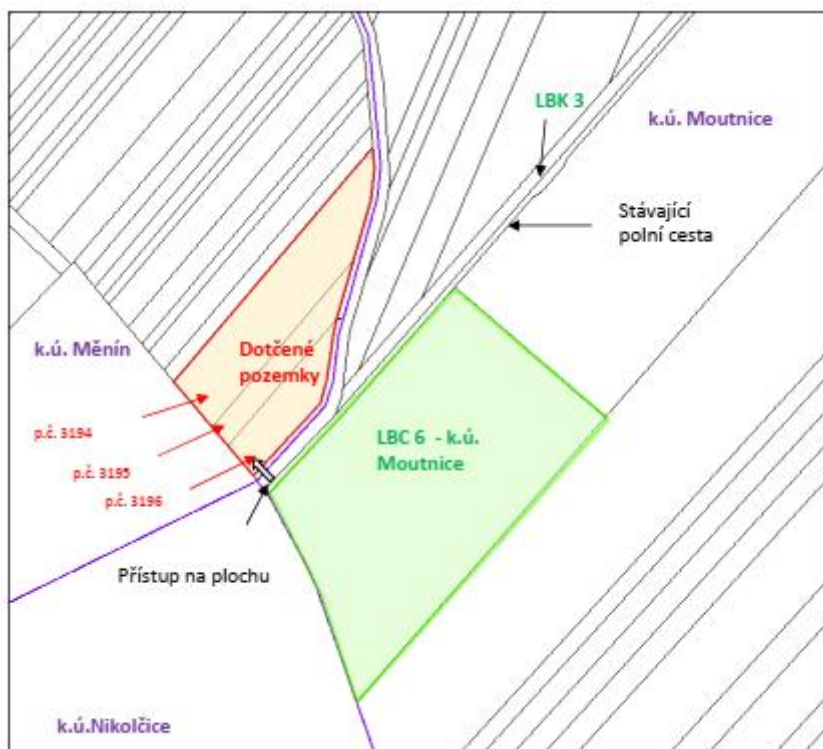 LBK 3
k.ú. Moutnice
Stávající
polní cesta
k.ú. Měnín
Dotčené
pozemky
p.č. 3194
p.č. 3195
p.č. 3196
LBC 6 - k.ú.
Moutnice
Přístup na plochu
k.ú.Nikolčice